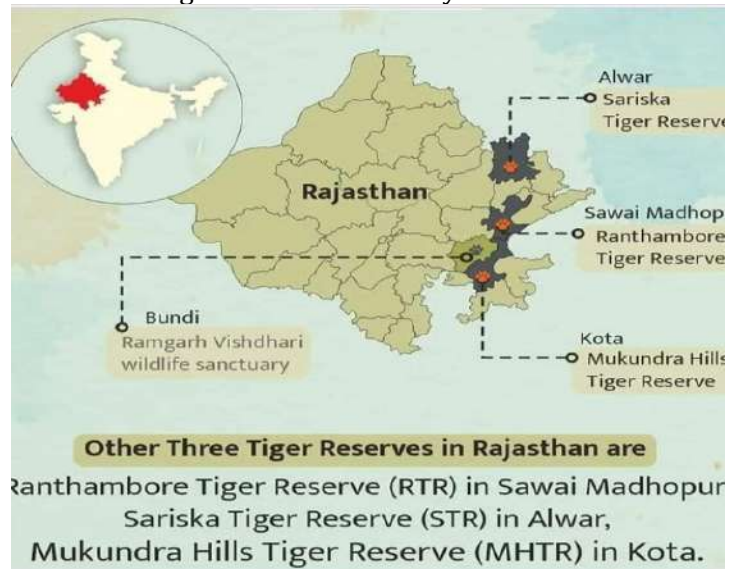 Alwar
Sariska
Tiger Reserve
Rajasthan
Sawai Madhop
Ranthambore
Tiger Reserve
Bundi
Ramgarh Vishdhari
wildlife sanctuary
Kota
Mukundra Hills
Tiger Reserve
Other Three Tiger Reserves in Rajasthan are
Ranthambore Tiger Reserve (RTR) in Sawai Madhopur
Sariska Tiger Reserve (STR) in Alwar,
Mukundra Hills Tiger Reserve (MHTR) in Kota.